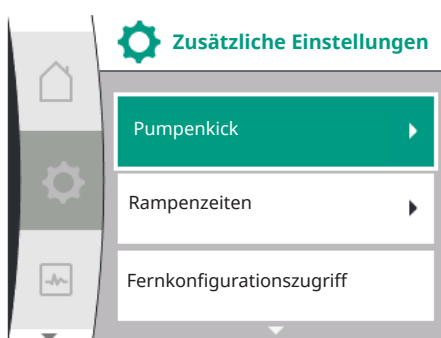 Zusätzliche Einstellungen
Pumpenkick
Rampenzeiten
Fernkonfigurationszugriff